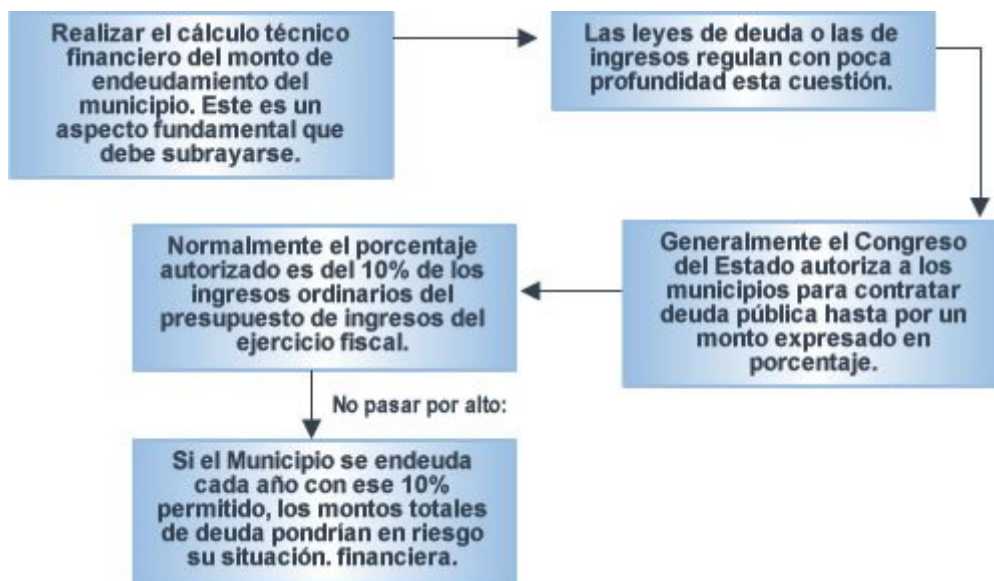 Realizar el cálculo técnico
financiero del monto de
endeudamiento del
municipio. Este es un
aspecto fundamental que
debe subrayarse.
Las leyes de deuda o las de
ingresos regulan con poca
profundidad esta cuestión.
Generalmente el Congreso
del Estado autoriza a los
municipios para contratar
deuda pública hasta por un
monto expresado en
porcentaje.
Normalmente el porcentaje
autorizado es del 10% de los
ingresos ordinarios del
presupuesto de ingresos del
ejercicio fiscal.
No pasar por alto:
Si el Municipio se endeuda
cada año con ese 10%
permitido, los montos totales
de deuda pondrían en riesgo
su situación. financiera.